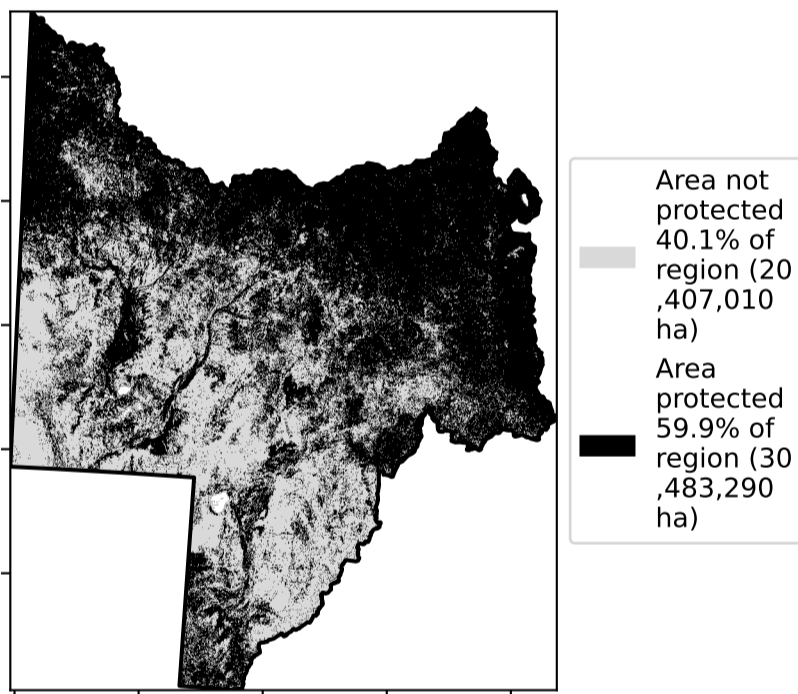 Area not
protected
40.1% of
region (20
,407,010
ha)
Area
protected
59.9% of
region (30
,483,290
ha)